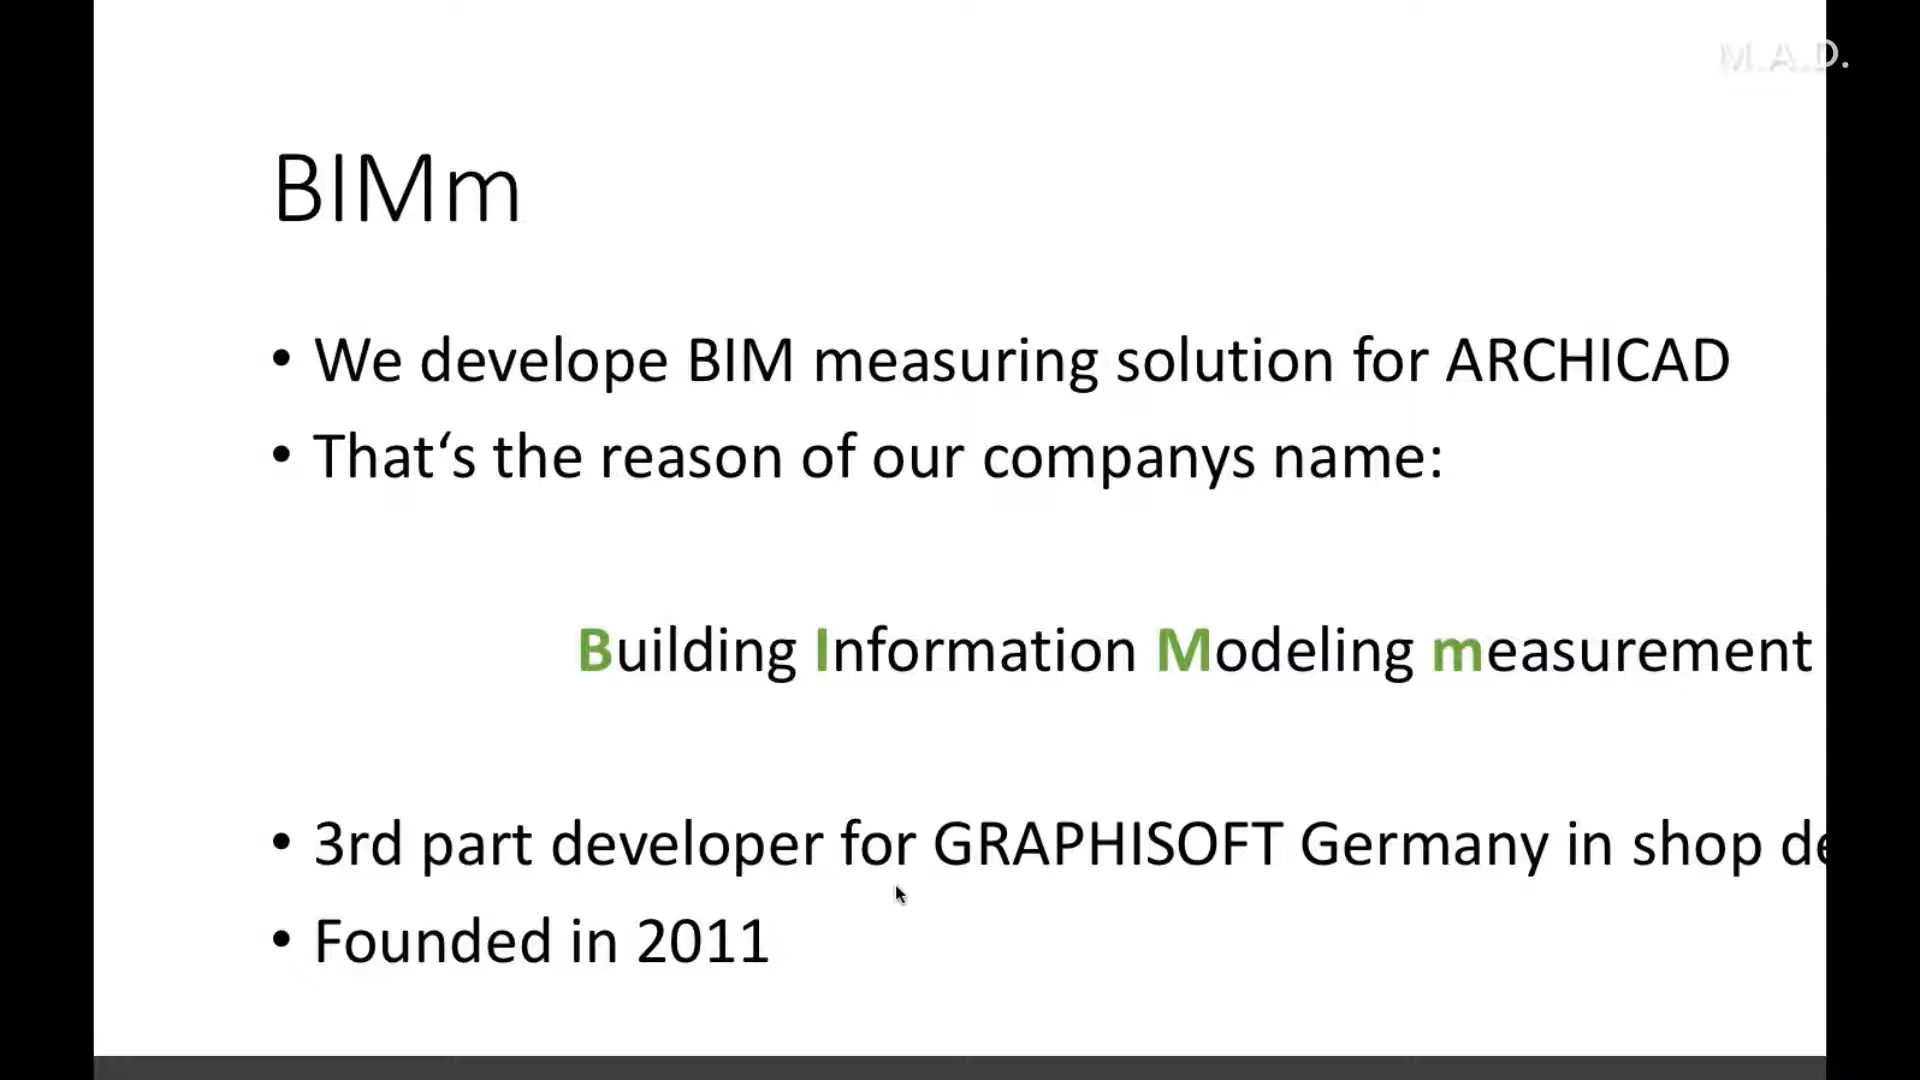 M.A.D.
BIMm
• We develope BIM measuring solution for ARCHICAD
• That‘s the reason of our companys name:
Building Information Modeling measurement
• 3rd part developer for GRAPHISOFT Germany in shop
• Founded in 2011